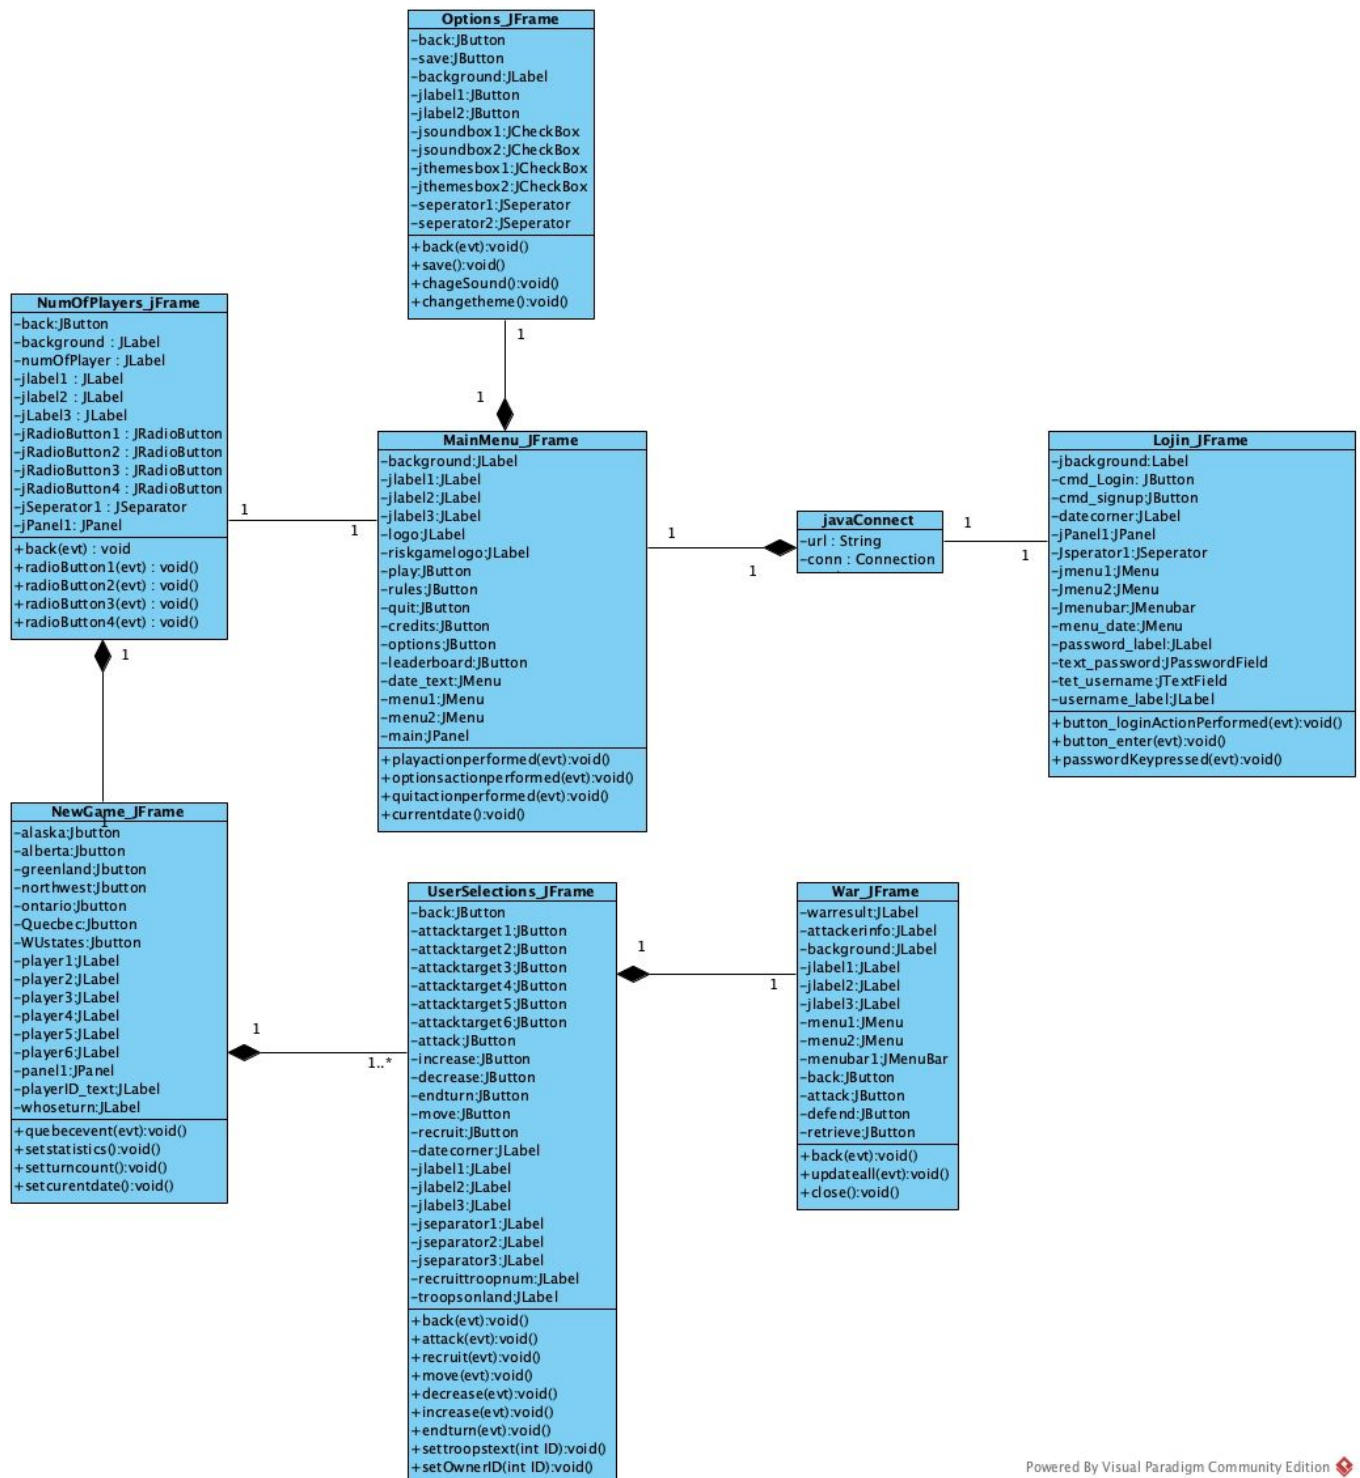 Options_JFrame
-back:JButton
-save:JButton
-background:JLabel
-jlabel1:JButton
-jlabel2:JButton
-jsoundbox1:JCheckBox
-jsoundbox2:JCheckBox
-jthemesbox1:JCheckBox
-jthemesbox2:JCheckBox
-seperator1:JSeperator
-seperator2:JSeperator
+back(evt):void()
+save():void()
+chageSound():void()
+changetheme():void()
1
1
NumOfPlayers_jFrame
-back:JButton
-background : JLabel
-numOfPlayer : JLabel
-jlabel1 : JLabel
-jlabel2 : JLabel
-jLabel3 : JLabel
-jRadioButton1 : JRadioButton
-jRadioButton2 : JRadioButton
-jRadioButton3 : JRadioButton
-jRadioButton4 : JRadioButton
-jSeperator1 : JSeparator
-jPanel1: JPanel
+back(evt) : void
+radioButton1(evt) : void()
+radioButton2(evt) : void()
+radioButton3(evt) : void()
+radioButton4(evt) : void()
1
1
MainMenu_JFrame
-background:JLabel
-jlabel1:JLabel
-jlabel2:JLabel
-jlabel3:JLabel
-logo:JLabel
-riskgamelogo:JLabel
-play:JButton
-rules:JButton
-quit:JButton
-credits:JButton
-options:JButton
-leaderboard:JButton
-date_text:JMenu
-menu1:JMenu
-menu2:JMenu
-main:JPanel
+playactionperformed(evt):void()
+optionsactionperformed(evt):void()
+quitactionperformed(evt):void()
+currentdate():void()
1
1
javaConnect
-url : String
-conn : Connection
1
1
Lojin_JFrame
-jbackground:Label
-cmd_Login: JButton
-cmd_signup:JButton
-datecorner:JLabel
-jPanel1:JPanel
-Jsperator1:JSeperator
-jmenu1:JMenu
-Jmenu2:JMenu
-Jmenubar:JMenubar
-menu_date:JMenu
-password_label:JLabel
-text_password:JPasswordField
-tet_username:JTextField
-username_label:JLabel
+button_loginActionPerformed(evt):void()
+button_enter(evt):void()
+passwordKeypressed(evt):void()
1
1
NewGame_JFrame
-alaska:Jbutton
-alberta:Jbutton
-greenland:Jbutton
-northwest:Jbutton
-ontario:Jbutton
-Quecbec:Jbutton
-WUstates:Jbutton
-player1:JLabel
-player2:JLabel
-player3:JLabel
-player4:JLabel
-player5:JLabel
-player6:JLabel
-panel1:JPanel
-playerID_text:JLabel
-whoseturn:JLabel
+quebecevent(evt):void()
+setstatistics():void()
+setturncount():void()
+setcurentdate():void()
1
1..*
UserSelections_JFrame
-back:JButton
-attacktarget1:JButton
-attacktarget2:JButton
-attacktarget3:JButton
-attacktarget4:JButton
-attacktarget5:JButton
-attacktarget6:JButton
-attack:JButton
-increase:JButton
-decrease:JButton
-endturn:JButton
-move:JButton
-recruit:JButton
-datecorner:JLabel
-jlabel1:JLabel
-jlabel2:JLabel
-jlabel3:JLabel
-jseparator1:JLabel
-jseparator2:JLabel
-jseparator3:JLabel
-recruittroopnum:JLabel
-troopsonland:JLabel
+back(evt):void()
+attack(evt):void()
+recruit(evt):void()
+move(evt):void()
+decrease(evt):void()
+increase(evt):void()
+endturn(evt):void()
+settroopstext(int ID):void()
+setOwnerID(int ID):void()
1
1
War_JFrame
-warresult:JLabel
-attackerinfo:JLabel
-background:JLabel
-jlabel1:JLabel
-jlabel2:JLabel
-jlabel3:JLabel
-menu1:JMenu
-menu2:JMenu
-menubar1:JMenuBar
-back:JButton
-attack:JButton
-defend:JButton
-retrieve:JButton
+back(evt):void()
+updateall(evt):void()
+close():void()
Powered By Visual Paradigm Community Edition